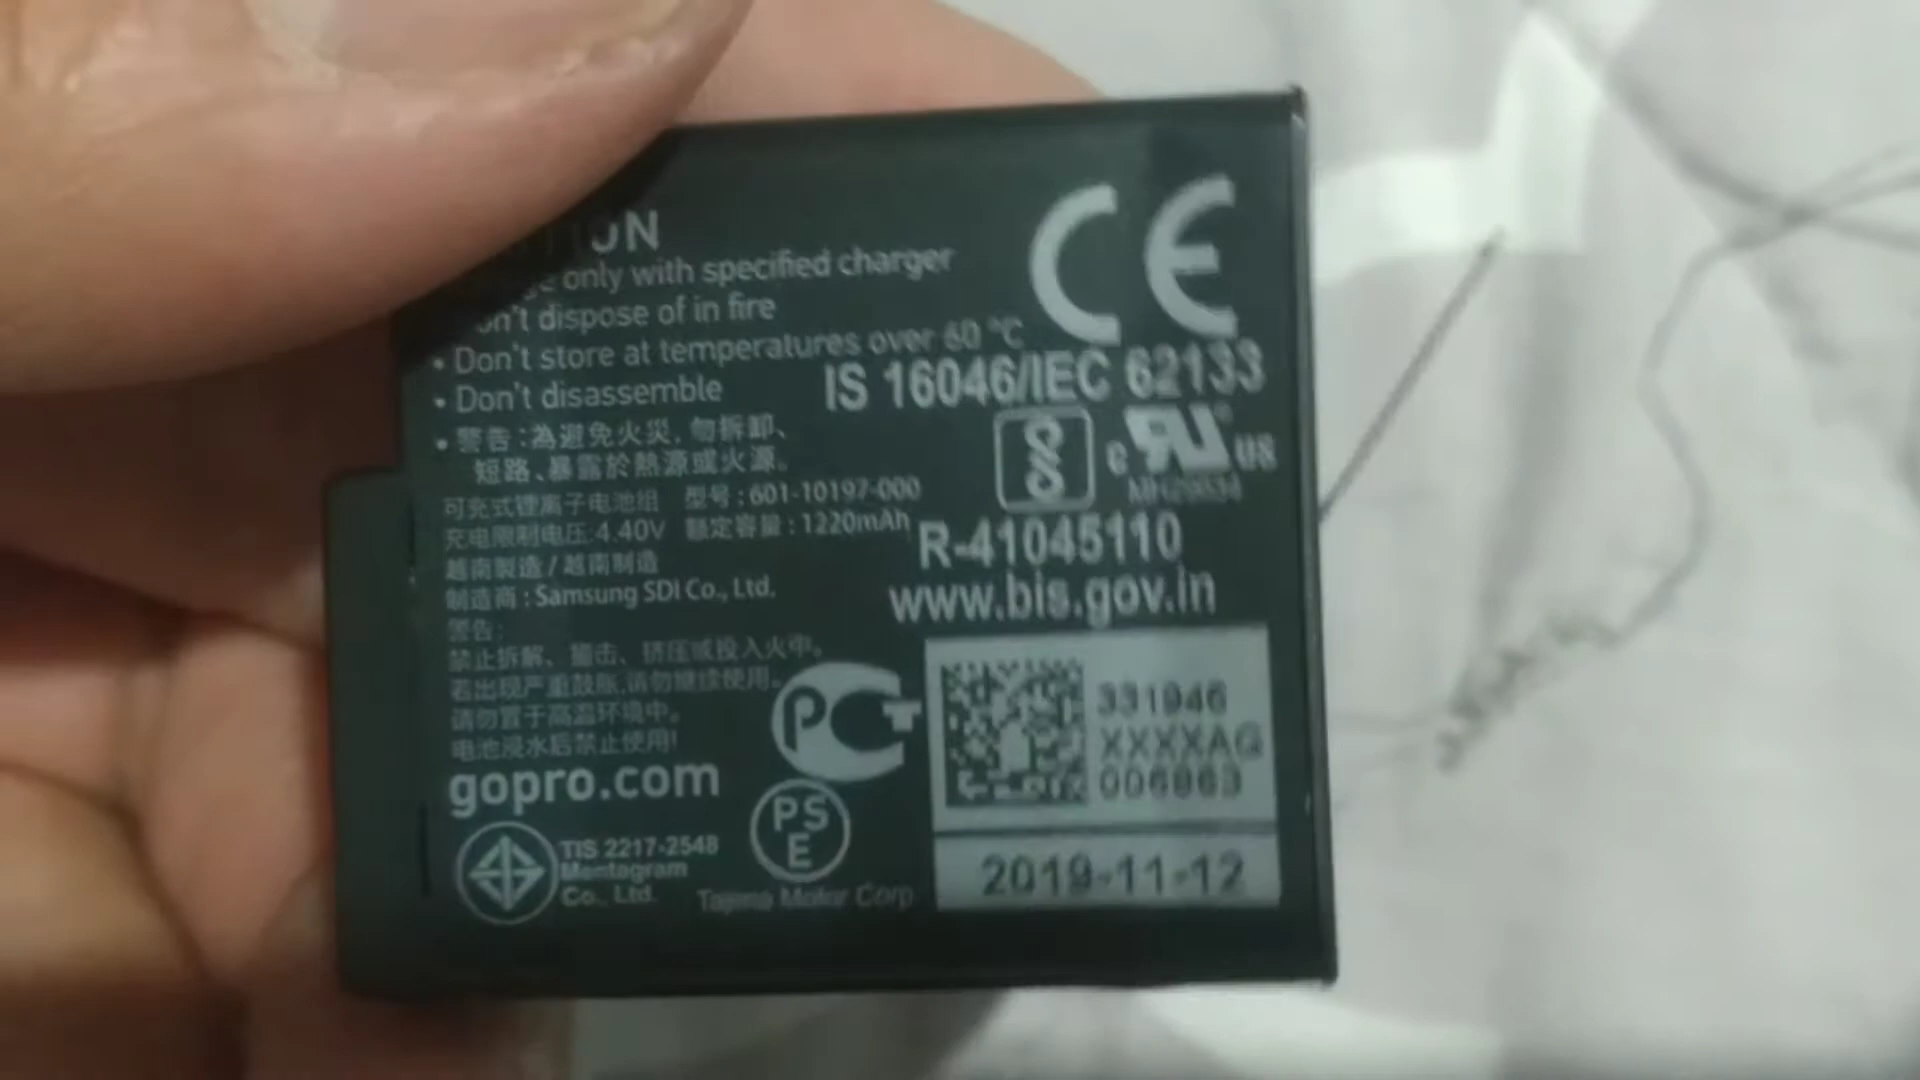 only with specified charger
dispose of in fire
• Don't store at temperatures over 60 °C
• Don't disassemble
CE
IS 16046/IEC 62133
• 警告:為避免火災,勿拆卸、
短路、暴露於熱源或火源。
c UL US
可充式锂离子电池组 型号:601-10197-000
充电限制电压:4.40V 额定容量:1220mAh
R-41045110
越南製造/越南制造
www.bis.gov.in
制造商:Samsung SDI Co., Ltd.
警告:
禁止拆解、撞击、挤压或投入火中。
若出现严重鼓胀,请勿继续使用。
请勿置于高温环境中。
电池浸水后禁止使用!
PCT
331946
XXXXAG
006863
gopro.com
PS
E
TIS 2217-2548
Mentagram
Co., Ltd.
Tajima Motor Corp
2019-11-12